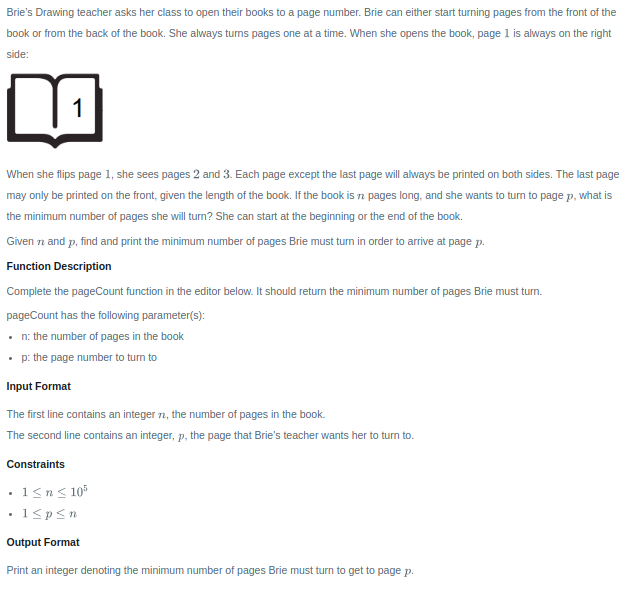 Brie's Drawing teacher asks her class to open their books to a page number. Brie can either start turning pages from the front of the
book or from the back of the book. She always turns pages one at a time. When she opens the book, page 1 is always on the right
side:
1
When she flips page 1, she sees pages 2 and 3. Each page except the last page will always be printed on both sides. The last page
may only be printed on the front, given the length of the book. If the book is n pages long, and she wants to turn to page p, what is
the minimum number of pages she will turn? She can start at the beginning or the end of the book.
Given n and p, find and print the minimum number of pages Brie must turn in order to arrive at page p.
Function Description
Complete the pageCount function in the editor below. It should return the minimum number of pages Brie must turn.
pageCount has the following parameter(s):
• n: the number of pages in the book
• p: the page number to turn to
Input Format
The first line contains an integer n, the number of pages in the book.
The second line contains an integer, p, the page that Brie's teacher wants her to turn to.
Constraints
• 1 ≤ n ≤ 10⁵
• 1 ≤ p ≤ n
Output Format
Print an integer denoting the minimum number of pages Brie must turn to get to page p.